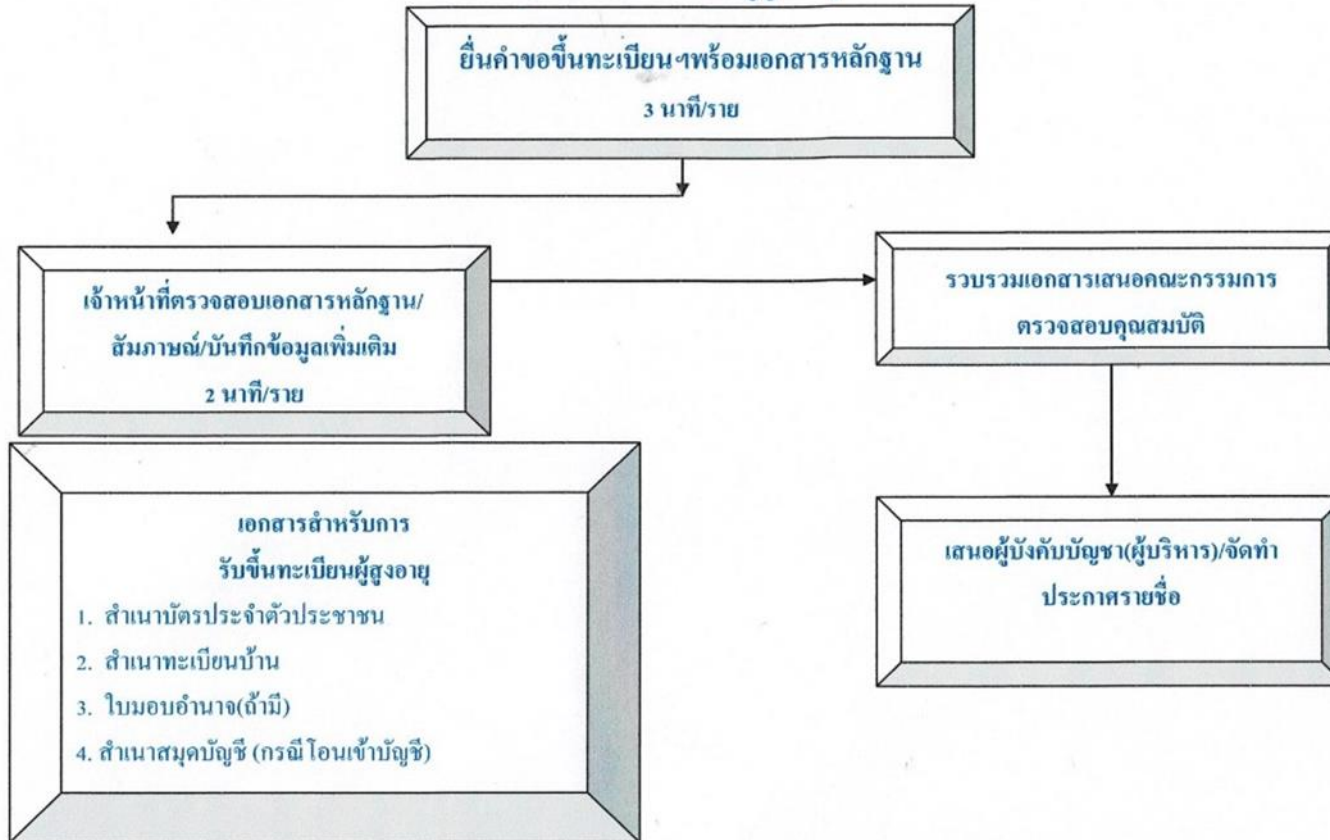 ยื่นคำขอขึ้นทะเบียนฯพร้อมเอกสารหลักฐาน
3 นาที/ราย
เจ้าหน้าที่ตรวจสอบเอกสารหลักฐาน/
สัมภาษณ์/บันทึกข้อมูลเพิ่มเติม
2 นาที/ราย
รวบรวมเอกสารเสนอคณะกรรมการ
ตรวจสอบคุณสมบัติ
เอกสารสำหรับการ
รับขึ้นทะเบียนผู้สูงอายุ
1. สำเนาบัตรประจำตัวประชาชน
2. สำเนาทะเบียนบ้าน
3. ใบมอบอำนาจ(ถ้ามี)
4. สำเนาสมุดบัญชี (กรณีโอนเข้าบัญชี)
เสนอผู้บังคับบัญชา(ผู้บริหาร)/จัดทำ
ประกาศรายชื่อ